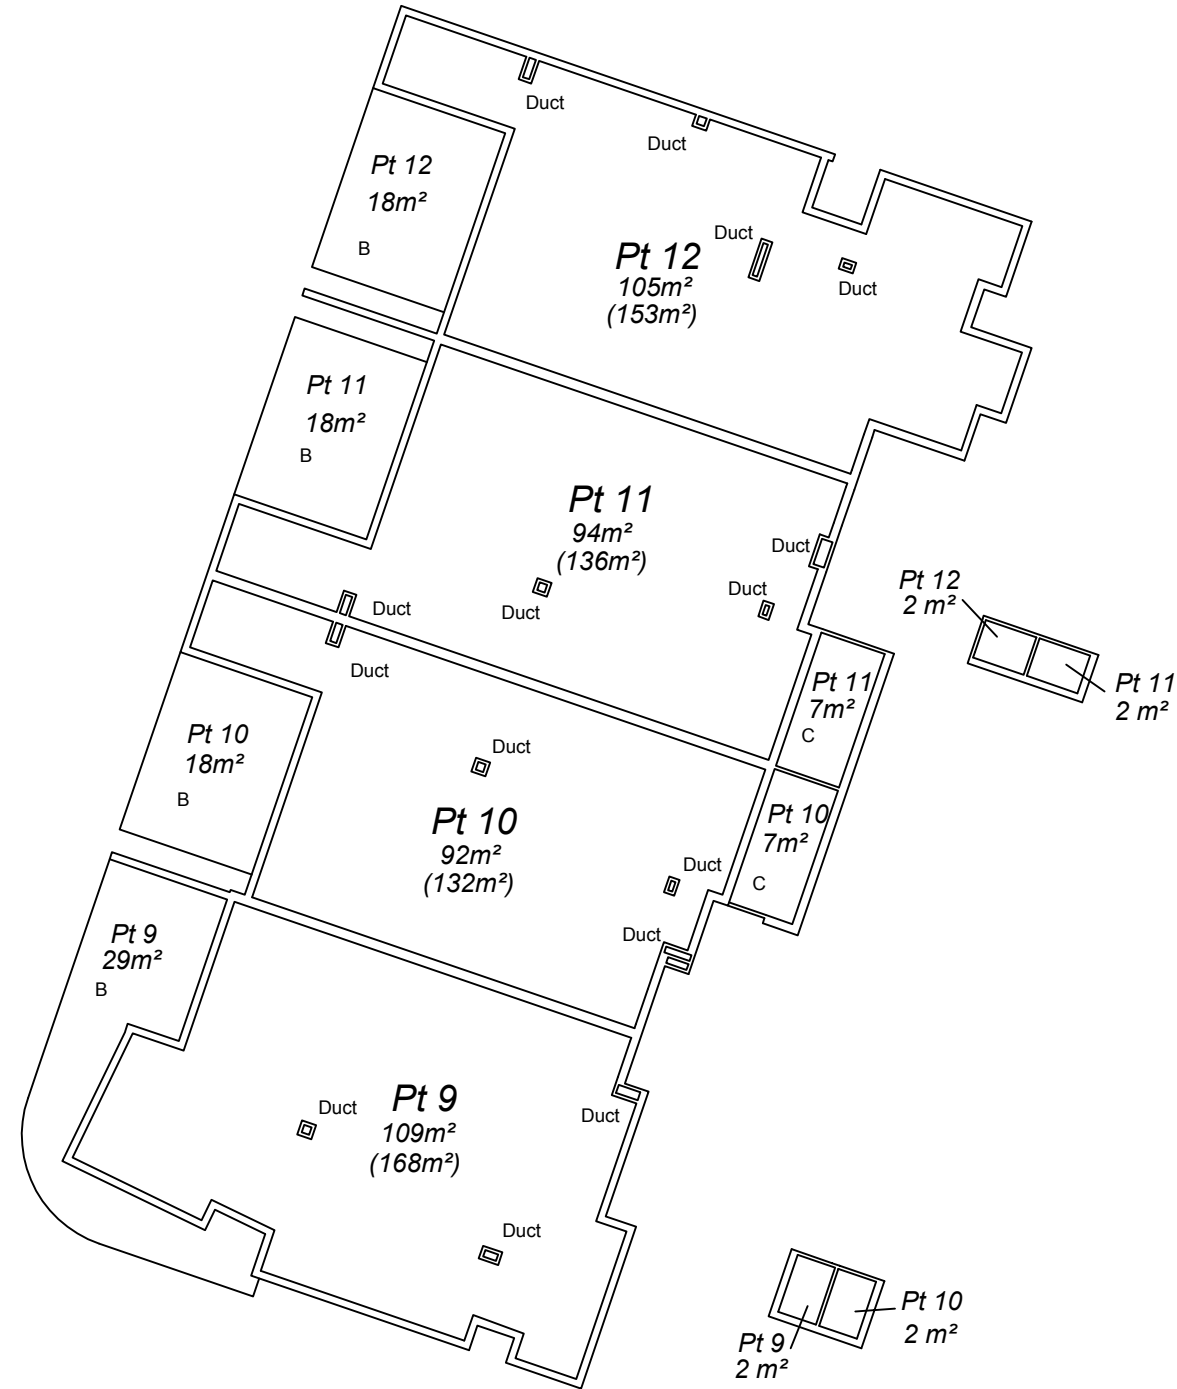 Duct
Duct
Pt 12
18m²
B
Duct
Pt 12
105m²
(153m²)
Duct
Pt 11
18m²
B
Pt 11
94m²
(136m²)
Duct
Duct
Duct
Duct
Pt 12
2 m²
Duct
Pt 11
7m²
C
Pt 11
2 m²
Pt 10
18m²
B
Duct
Pt 10
92m²
(132m²)
Pt 10
7m²
C
Duct
Duct
Pt 9
29m²
B
Pt 9
109m²
(168m²)
Duct
Duct
Duct
Pt 10
2 m²
Pt 9
2 m²